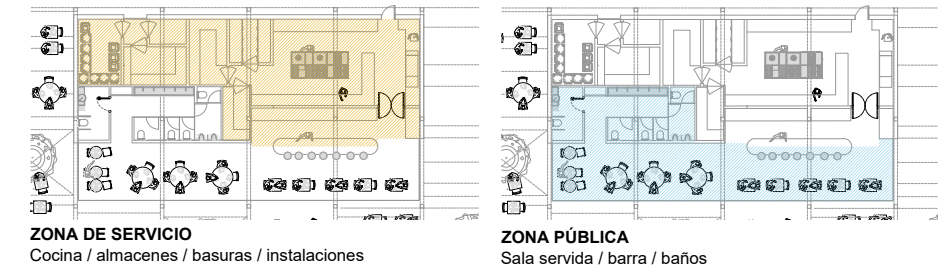 ZONA DE SERVICIO
Cocina / almacenes / basuras / instalaciones
ZONA PÚBLICA
Sala servida / barra / baños